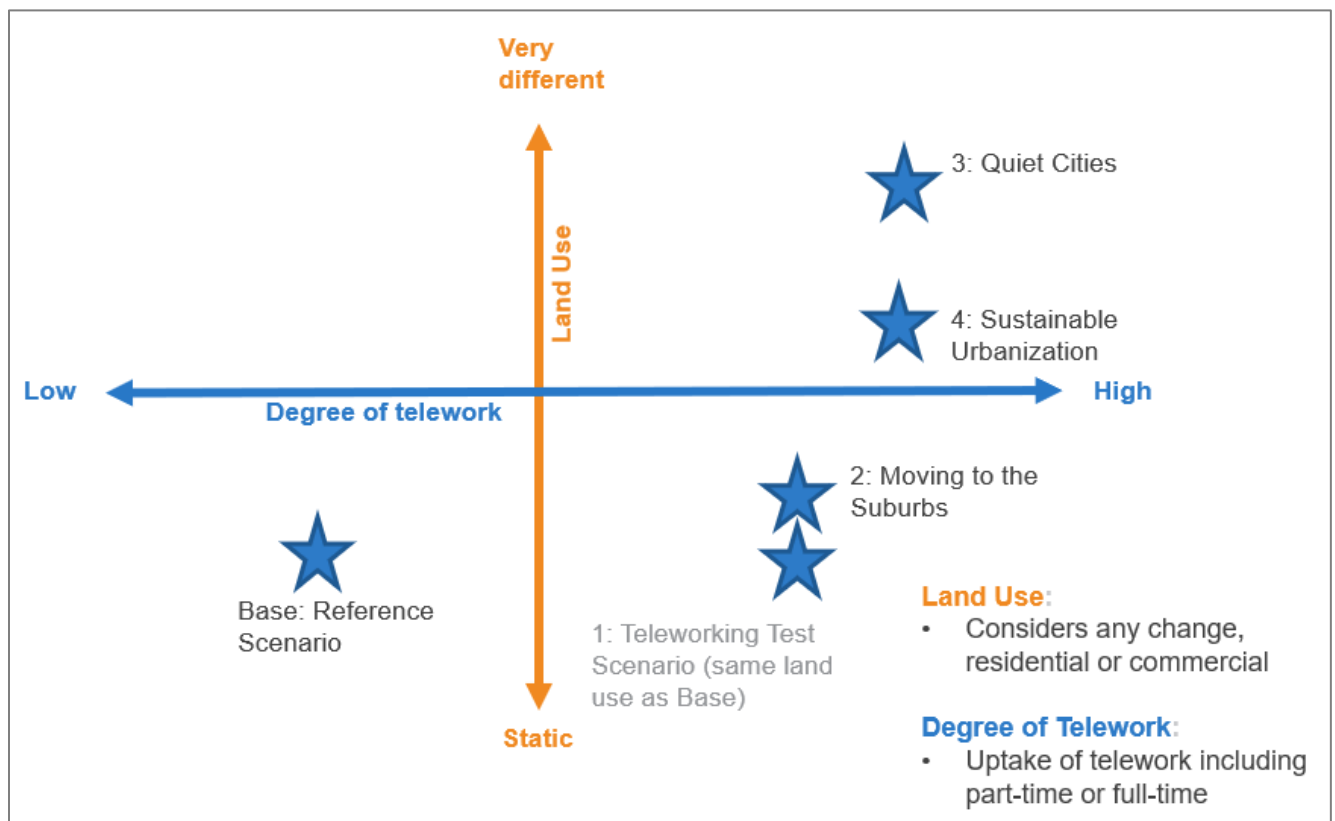 Very
different
Land Use
3: Quiet Cities
4: Sustainable
Urbanization
Low
High
Degree of telework
2: Moving to the
Suburbs
Base: Reference
Scenario
1: Teleworking Test
Scenario (same land
use as Base)
Static
Land Use:
• Considers any change,
residential or commercial
Degree of Telework:
• Uptake of telework including
part-time or full-time